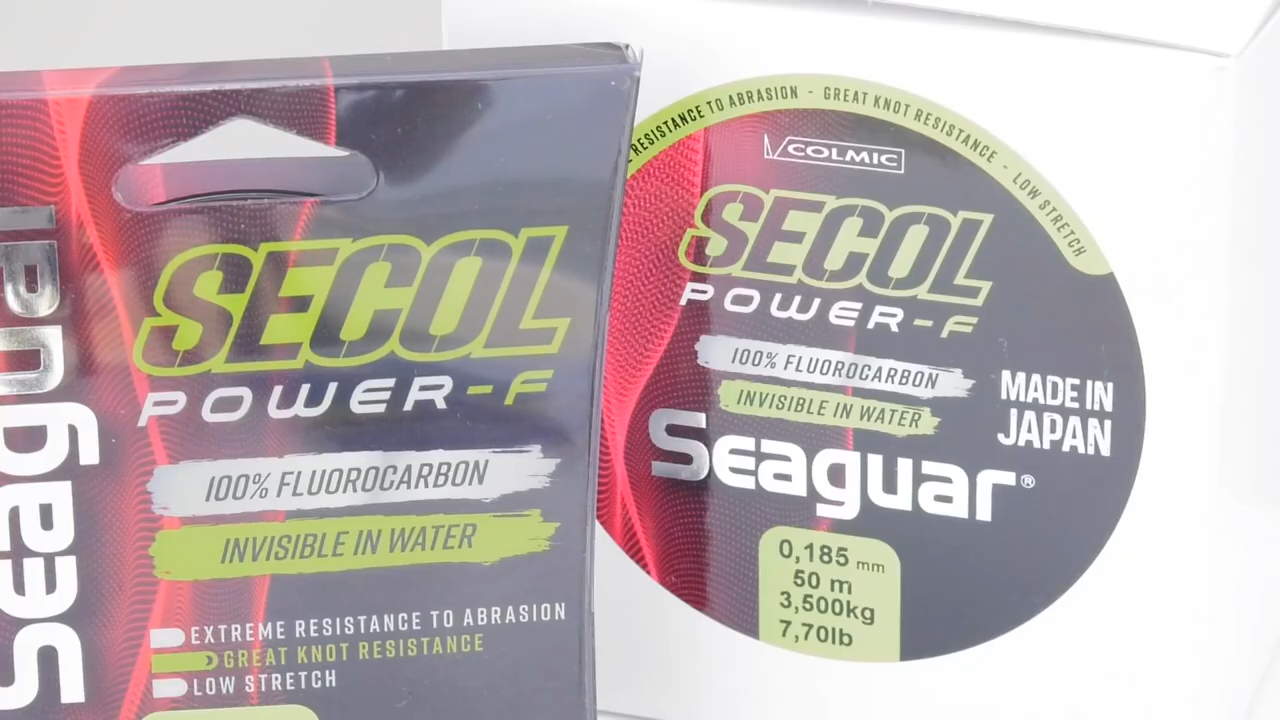 Seaguar
SECOL
POWER-F
100% FLUOROCARBON
INVISIBLE IN WATER
EXTREME RESISTANCE TO ABRASION
GREAT KNOT RESISTANCE
LOW STRETCH
RESISTANCE TO ABRASION - GREAT KNOT RESISTANCE - LOW STRETCH
COLMIC
SECOL
POWER-F
100% FLUOROCARBON
INVISIBLE IN WATER
MADE IN
JAPAN
Seaguar®
0,185 mm
50 m
3,500kg
7,70lb